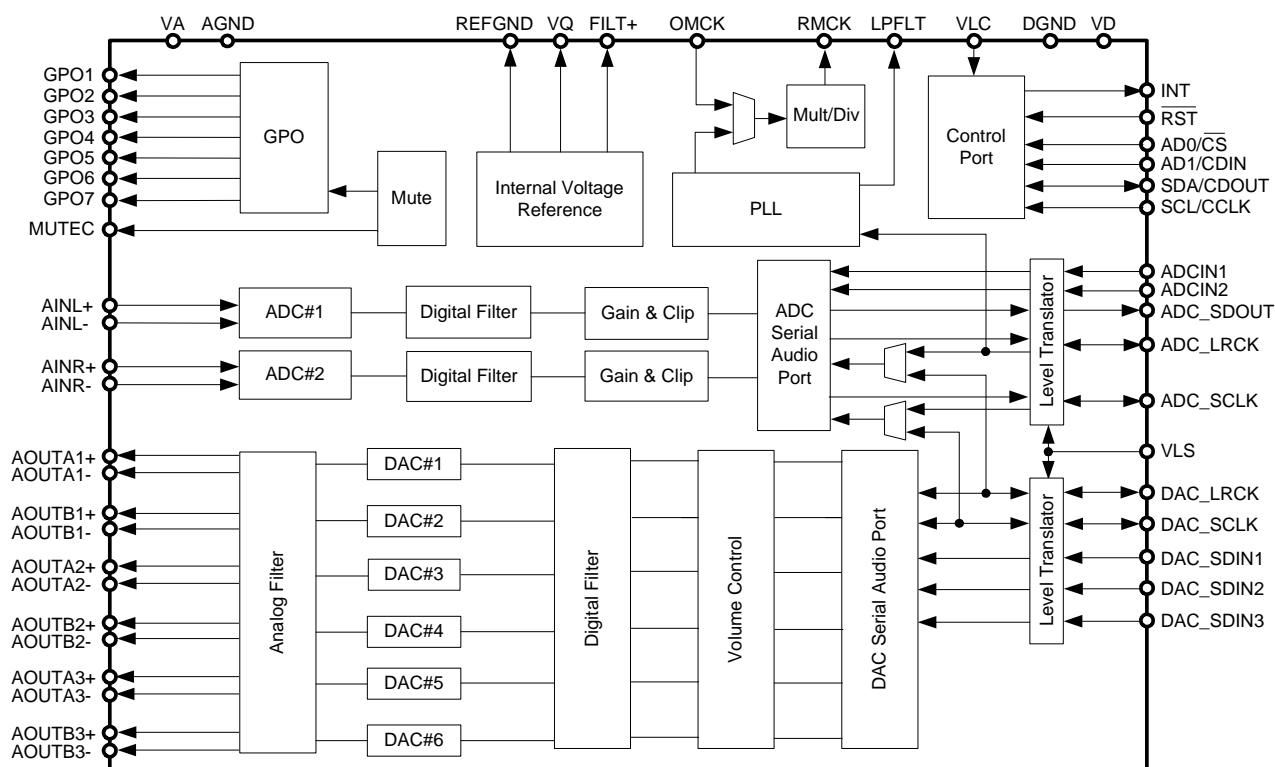 VA
AGND
REFGND
VQ
FILT+
OMCK
RMCK
LPFLT
VLC
DGND
VD
GPO1
GPO2
GPO3
GPO4
GPO5
GPO6
GPO7
MUTEC
GPO
Mute
Internal Voltage
Reference
Mult/Div
PLL
Control
Port
INT
RST
AD0/CS
AD1/CDIN
SDA/CDOUT
SCL/CCLK
AINL+
AINL-
AINR+
AINR-
ADC#1
Digital Filter
Gain & Clip
ADC#2
Digital Filter
Gain & Clip
ADC
Serial
Audio
Port
Level Translator
ADCIN1
ADCIN2
ADC_SDOUT
ADC_LRCK
ADC_SCLK
VLS
AOUTA1+
AOUTA1-
AOUTB1+
AOUTB1-
AOUTA2+
AOUTA2-
AOUTB2+
AOUTB2-
AOUTA3+
AOUTA3-
AOUTB3+
AOUTB3-
Analog Filter
DAC#1
DAC#2
DAC#3
DAC#4
DAC#5
DAC#6
Digital Filter
Volume Control
DAC Serial Audio Port
Level Translator
DAC_LRCK
DAC_SCLK
DAC_SDIN1
DAC_SDIN2
DAC_SDIN3